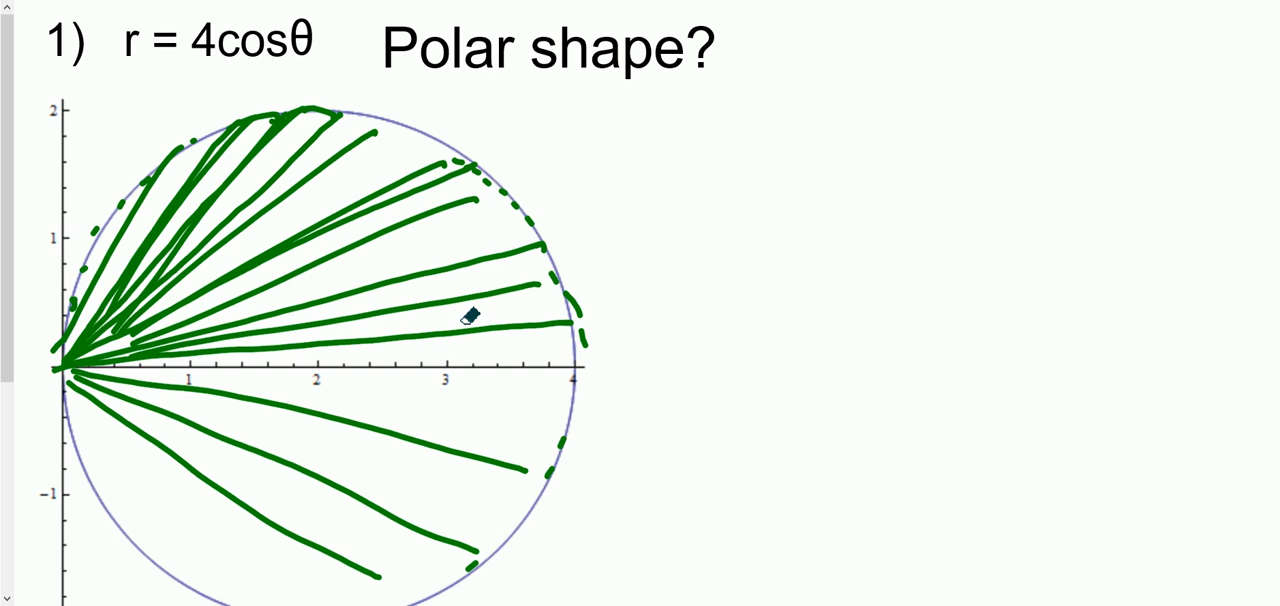 1) r = 4cosθ Polar shape?
2
1
1 2 3 4
−1